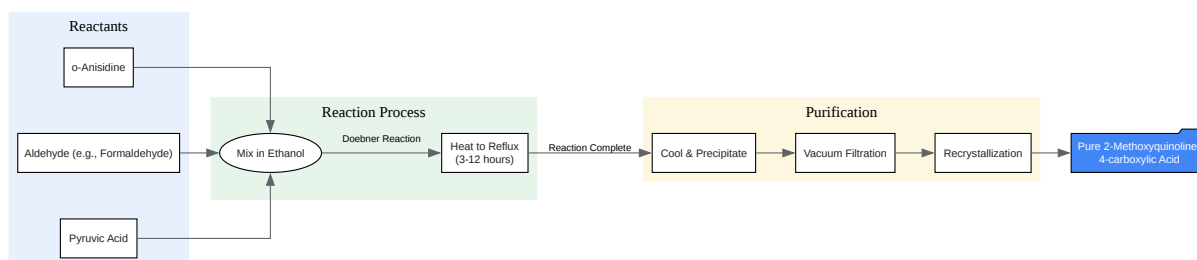 Reactants
o-Anisidine
Aldehyde (e.g., Formaldehyde)
Pyruvic Acid
Reaction Process
Mix in Ethanol
Doebner Reaction
Heat to Reflux
(3-12 hours)
Reaction Complete
Purification
Cool & Precipitate
Vacuum Filtration
Recrystallization
Pure 2-Methoxyquinoline-
4-carboxylic Acid